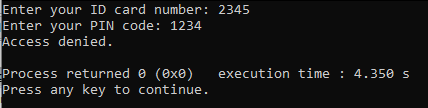 Enter your ID card number: 2345
Enter your PIN code: 1234
Access denied.
Process returned 0 (0x0)   execution time : 4.350 s
Press any key to continue.